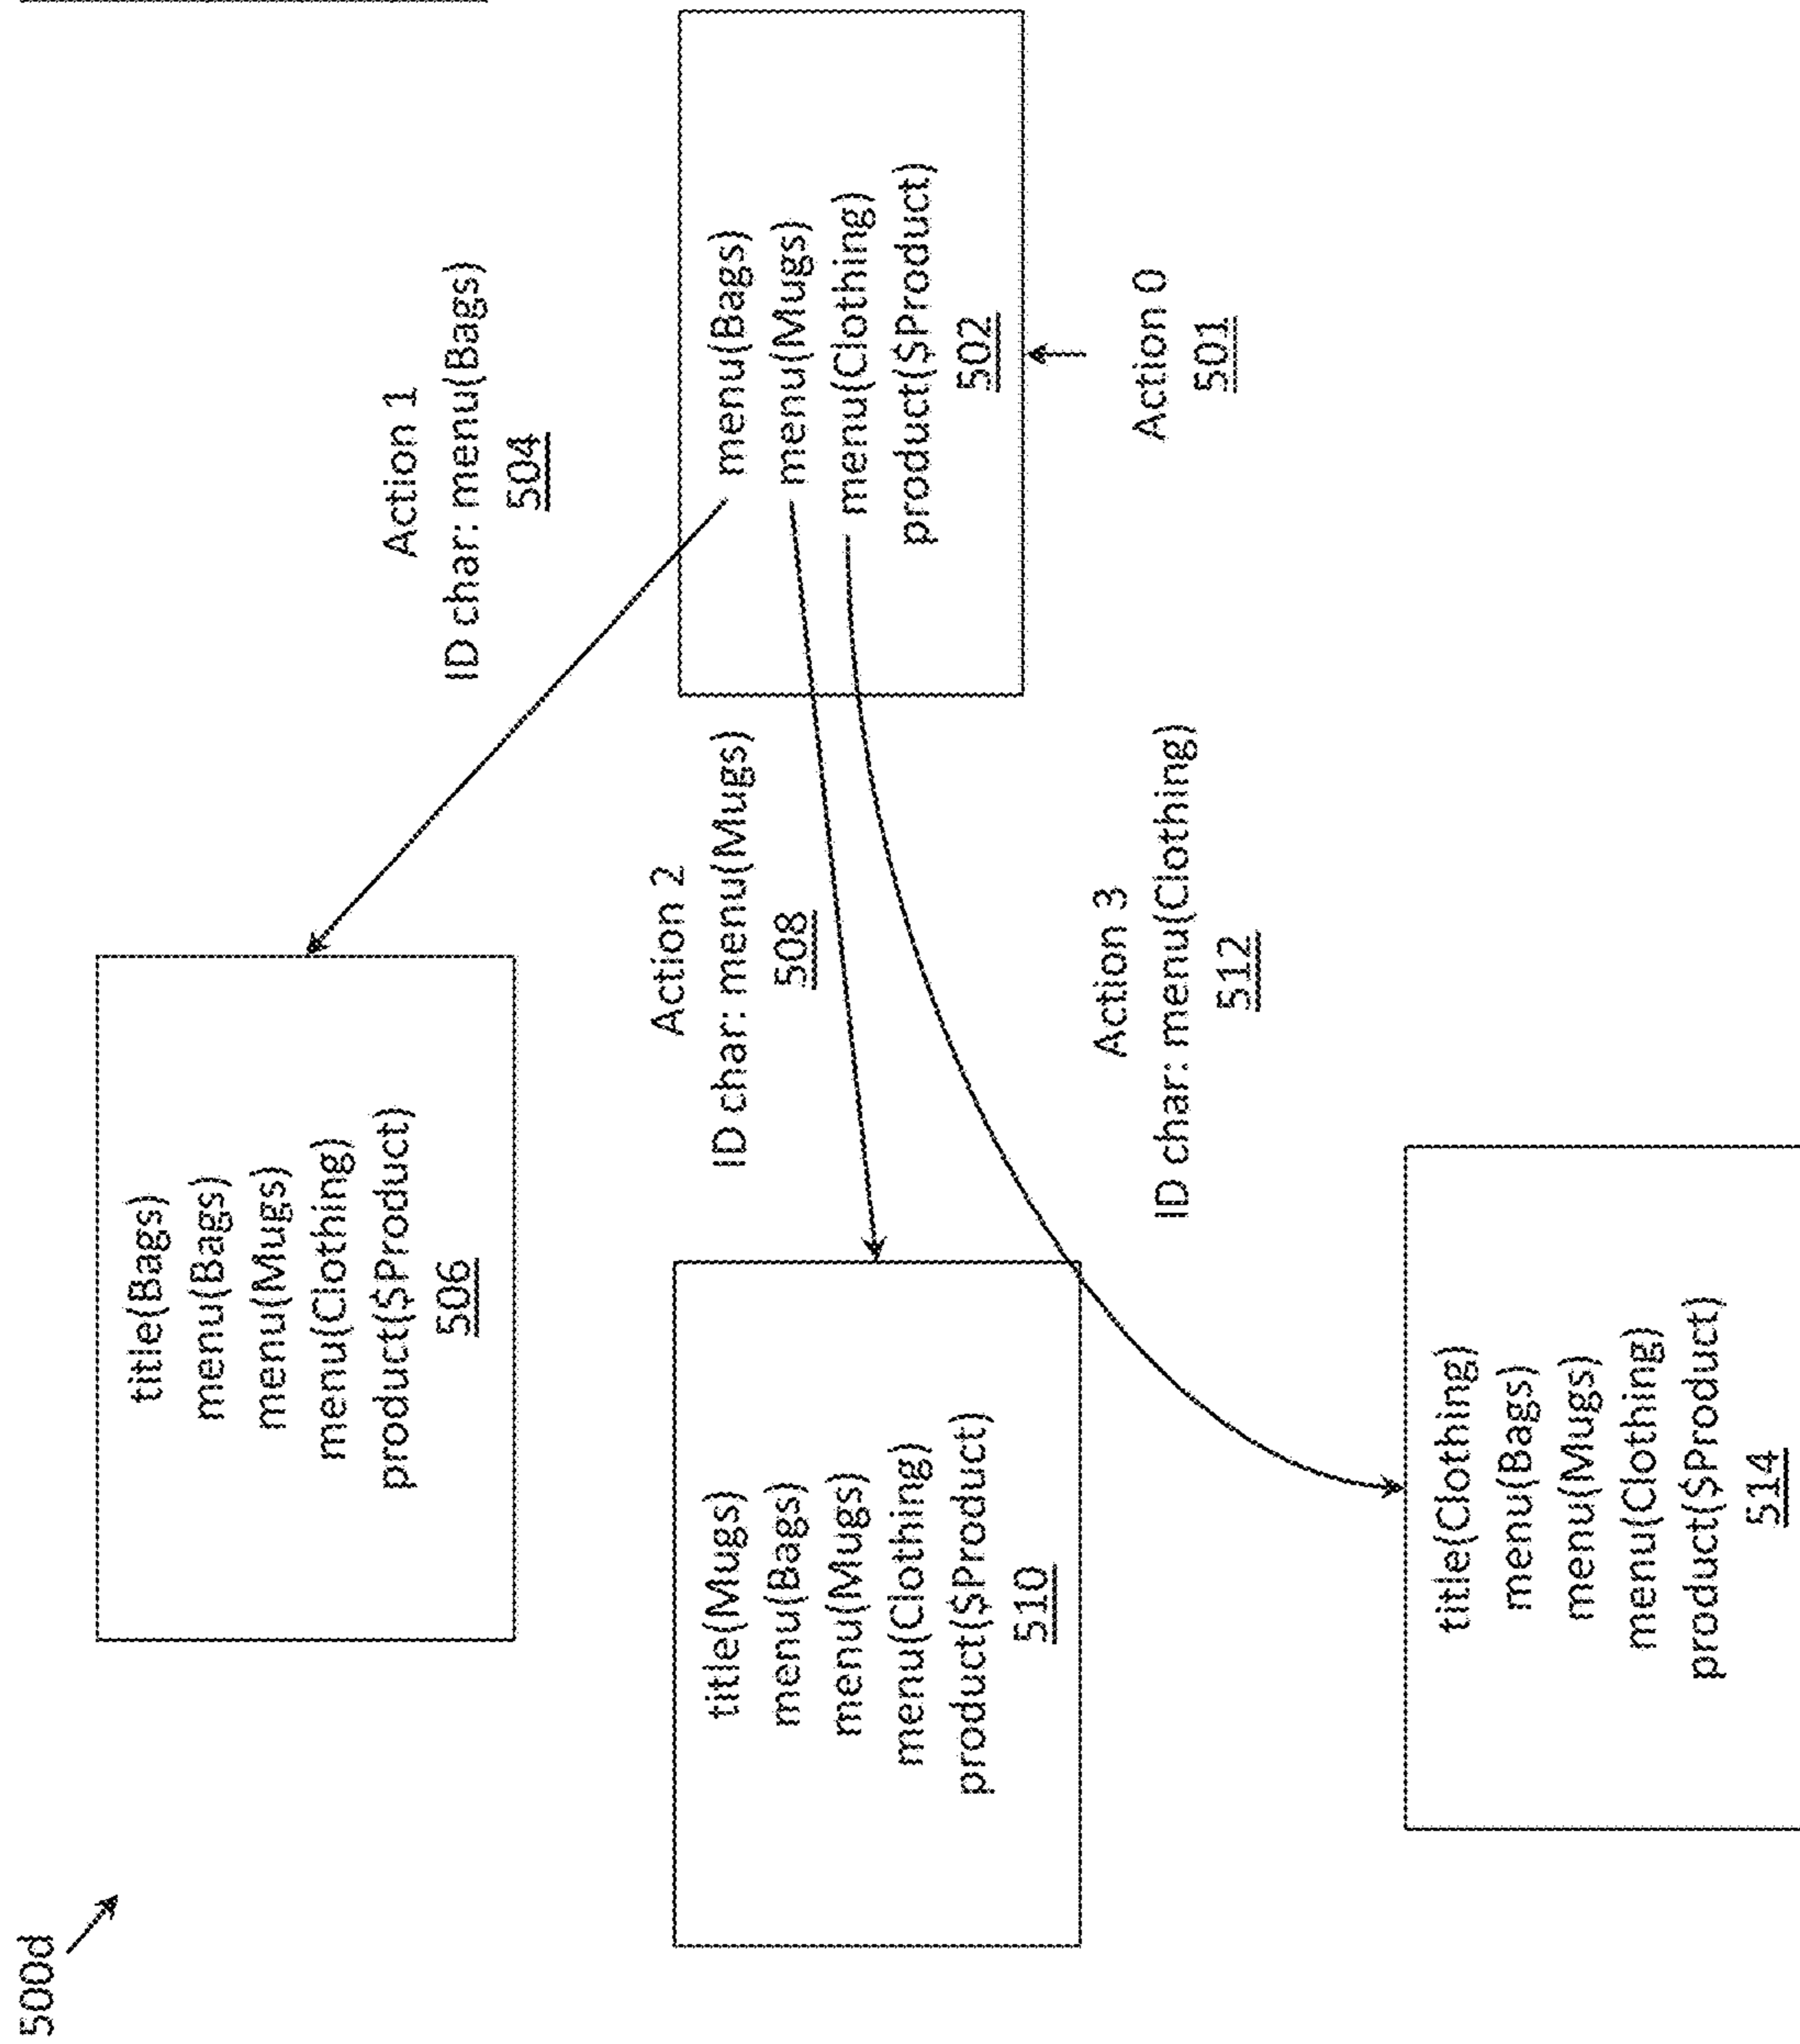 500d
title(Bags)
menu(Bags)
menu(Mugs)
menu(Clothing)
product($Product)
506
Action 1
ID char: menu(Bags)
504
title(Mugs)
menu(Bags)
menu(Mugs)
menu(Clothing)
product($Product)
510
Action 2
ID char: menu(Mugs)
508
menu(Bags)
menu(Mugs)
menu(Clothing)
product($Product)
502
Action 3
ID char: menu(Clothing)
512
Action 0
501
title(Clothing)
menu(Bags)
menu(Mugs)
menu(Clothing)
product($Product)
514